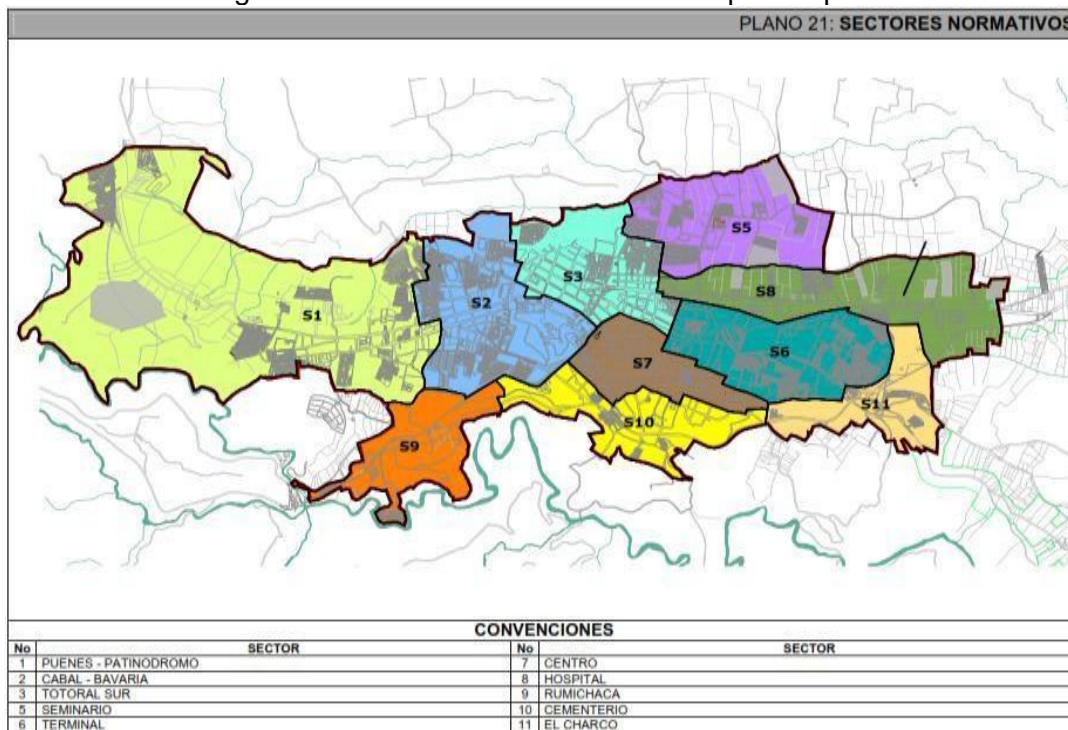 PLANO 21: SECTORES NORMATIVOS
S5
S3
S8
S2
S1
S6
S7
S11
S10
S9
CONVENCIONES
No SECTOR No SECTOR
1 PUENES - PATINODROMO 7 CENTRO
2 CABAL - BAVARIA 8 HOSPITAL
3 TOTORAL SUR 9 RUMICHACA
5 SEMINARIO 10 CEMENTERIO
6 TERMINAL 11 EL CHARCO